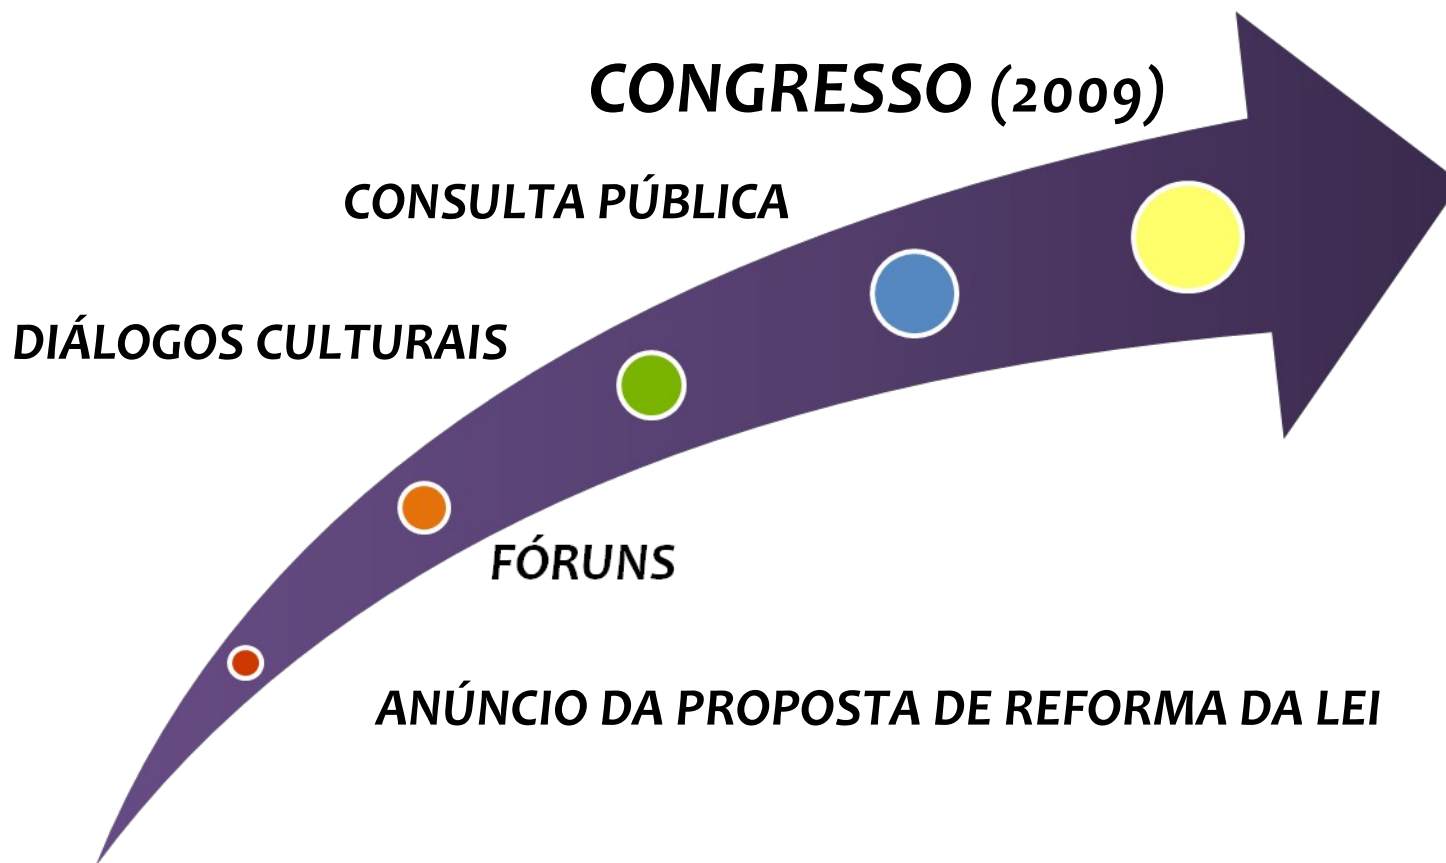 CONGRESSO (2009)
CONSULTA PÚBLICA
DIÁLOGOS CULTURAIS
FÓRUNS
ANÚNCIO DA PROPOSTA DE REFORMA DA LEI